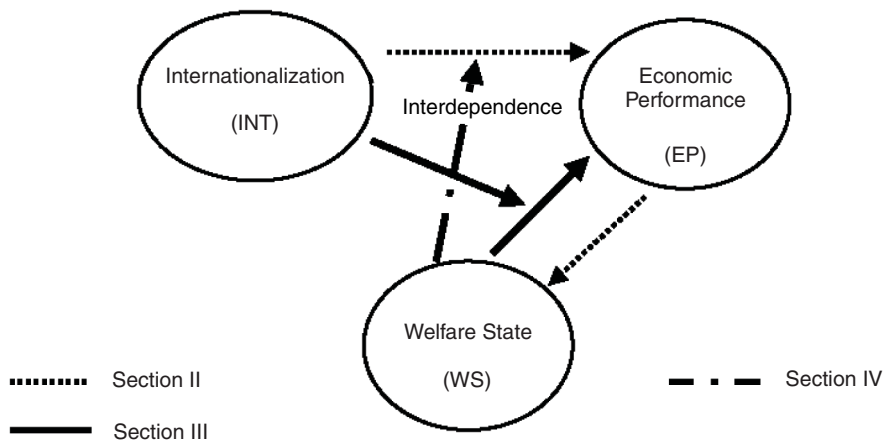 Internationalization
(INT)
Interdependence
Economic
Performance
(EP)
Welfare State
(WS)
Section II
Section III
Section IV